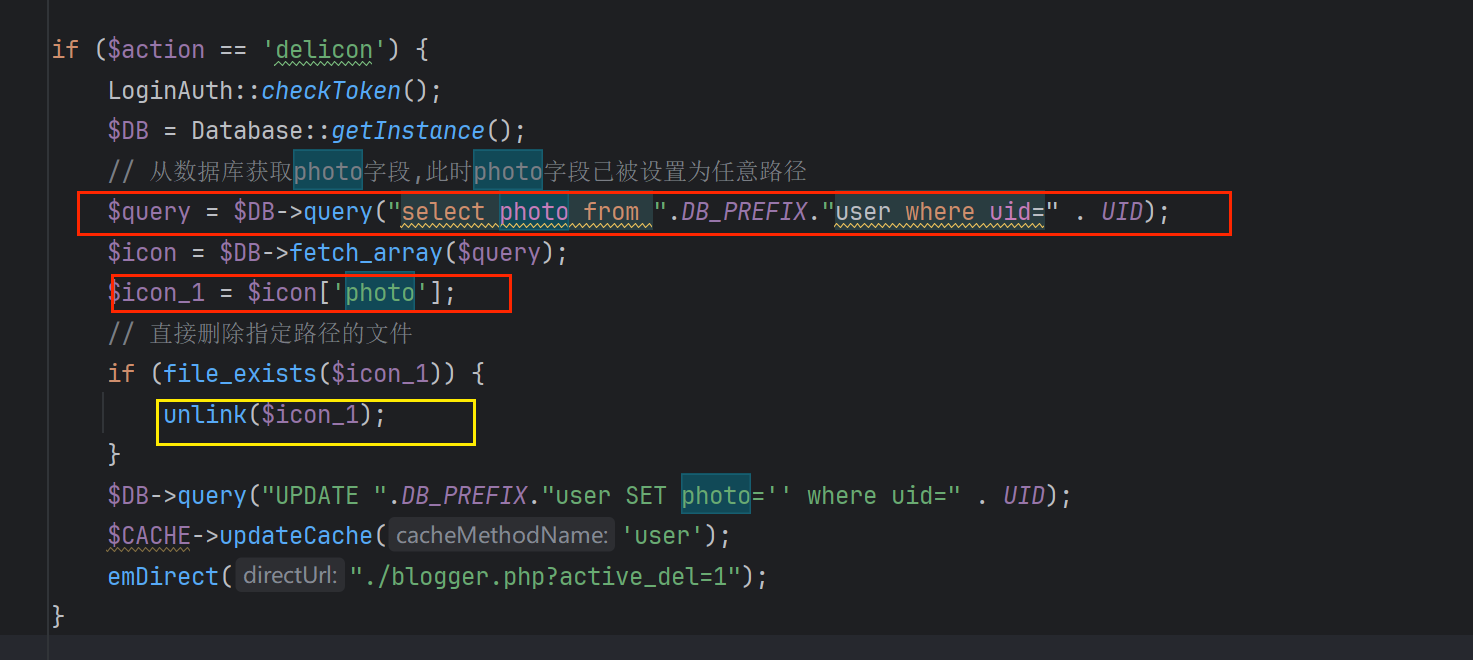 if ($action == 'delicon') {
    LoginAuth::checkToken();
    $DB = Database::getInstance();
    // 从数据库获取photo字段,此时photo字段已被设置为任意路径
    $query = $DB->query("select photo from ".DB_PREFIX."user where uid=" . UID);
    $icon = $DB->fetch_array($query);
    $icon_1 = $icon['photo'];
    // 直接删除指定路径的文件
    if (file_exists($icon_1)) {
        unlink($icon_1);
    }
    $DB->query("UPDATE ".DB_PREFIX."user SET photo='' where uid=" . UID);
    $CACHE->updateCache( cacheMethodName: 'user');
    emDirect( directUrl: "./blogger.php?active_del=1");
}